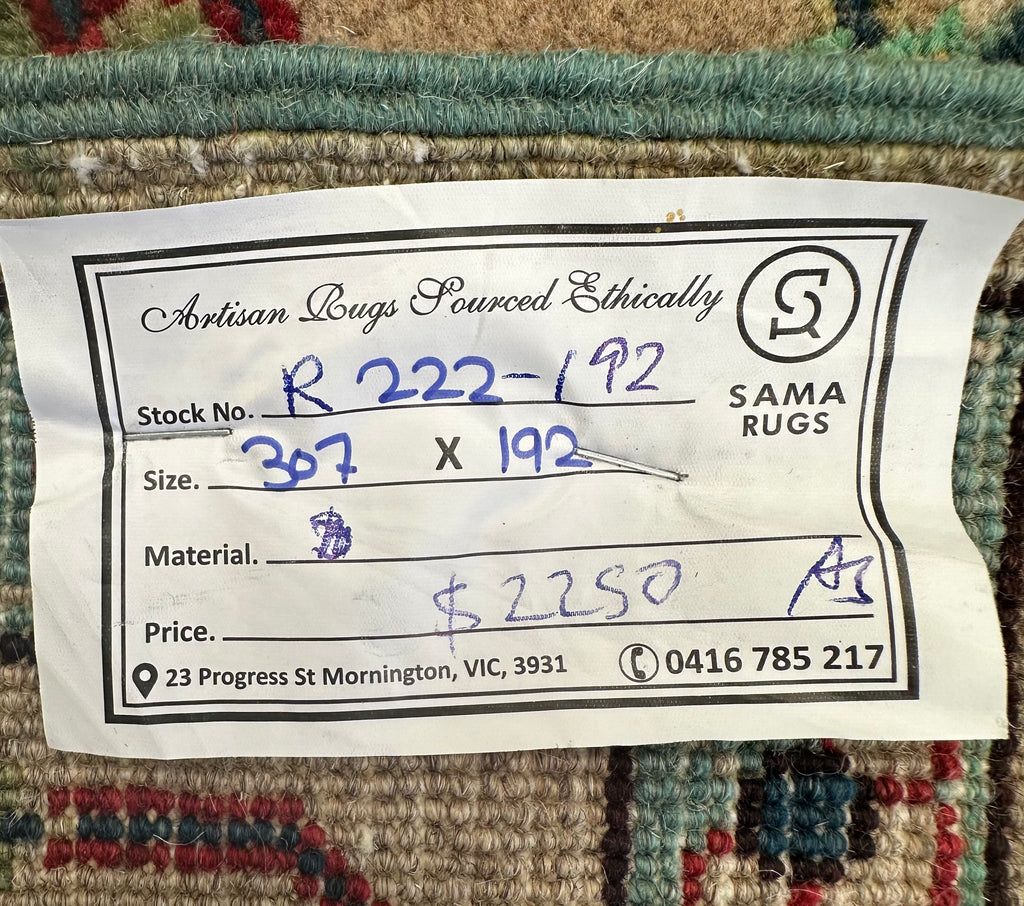 Artisan Rugs Sourced Ethically
SAMA
RUGS
Stock No. R 222-192
Size. 307 X 192
Material.
Price. $2250
23 Progress St Mornington, VIC, 3931
0416 785 217